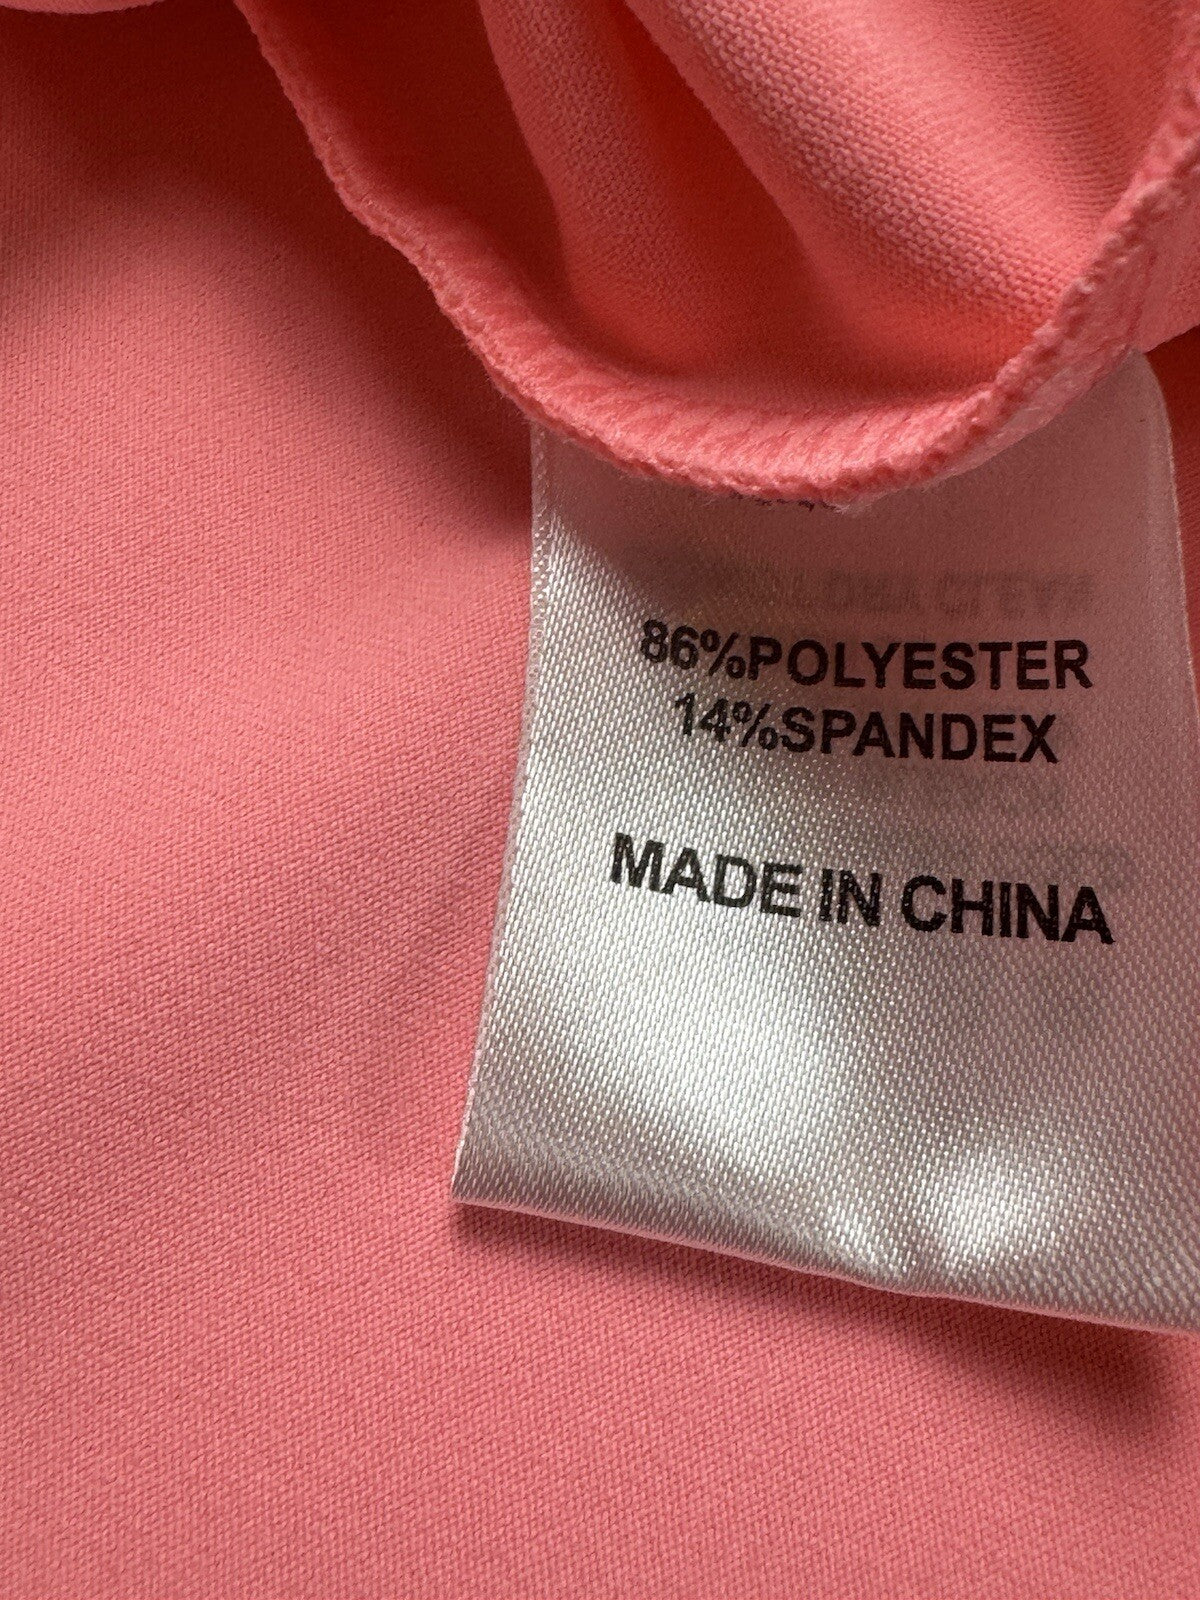 86%POLYESTER
14%SPANDEX
MADE IN CHINA